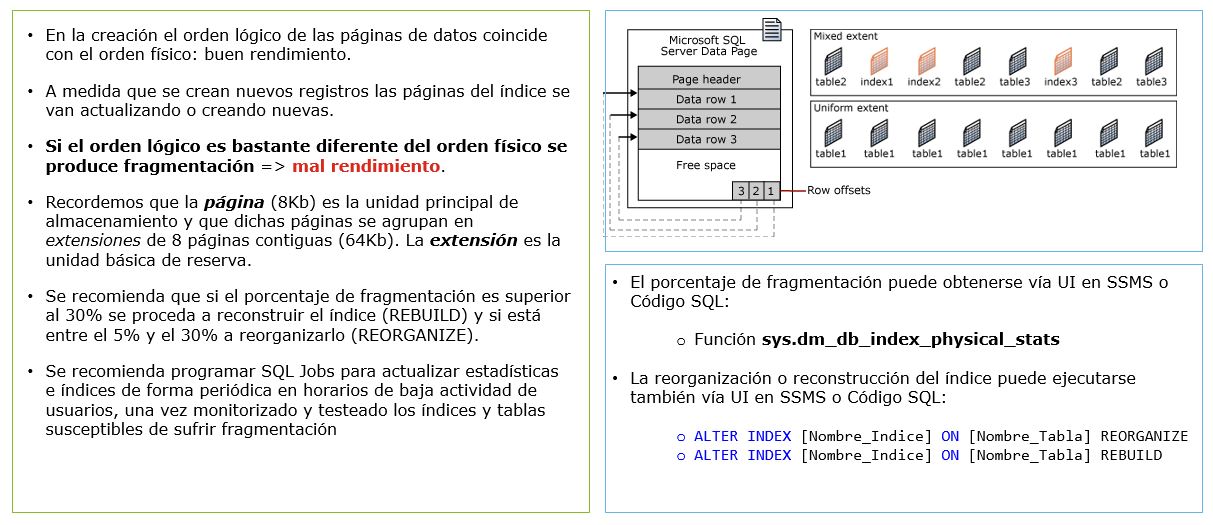 • En la creación el orden lógico de las páginas de datos coincide
con el orden físico: buen rendimiento.
• A medida que se crean nuevos registros las páginas del índice se
van actualizando o creando nuevas.
• Si el orden lógico es bastante diferente del orden físico se
produce fragmentación => mal rendimiento.
• Recordemos que la página (8Kb) es la unidad principal de
almacenamiento y que dichas páginas se agrupan en
extensiones de 8 páginas contiguas (64Kb). La extensión es la
unidad básica de reserva.
• Se recomienda que si el porcentaje de fragmentación es superior
al 30% se proceda a reconstruir el índice (REBUILD) y si está
entre el 5% y el 30% a reorganizarlo (REORGANIZE).
• Se recomienda programar SQL Jobs para actualizar estadísticas
e índices de forma periódica en horarios de baja actividad de
usuarios, una vez monitorizado y testeado los índices y tablas
susceptibles de sufrir fragmentación
Microsoft SQL
Server Data Page
Page header
Data row 1
Data row 2
Data row 3
Free space
3 2 1
Row offsets
Mixed extent
table2 index1 index2 table2 table3 index3 table2 table3
Uniform extent
table1 table1 table1 table1 table1 table1 table1 table1
• El porcentaje de fragmentación puede obtenerse vía UI en SSMS o
Código SQL:
o Función sys.dm_db_index_physical_stats
• La reorganización o reconstrucción del índice puede ejecutarse
también vía UI en SSMS o Código SQL:
o ALTER INDEX [Nombre_Indice] ON [Nombre_Tabla] REORGANIZE
o ALTER INDEX [Nombre_Indice] ON [Nombre_Tabla] REBUILD